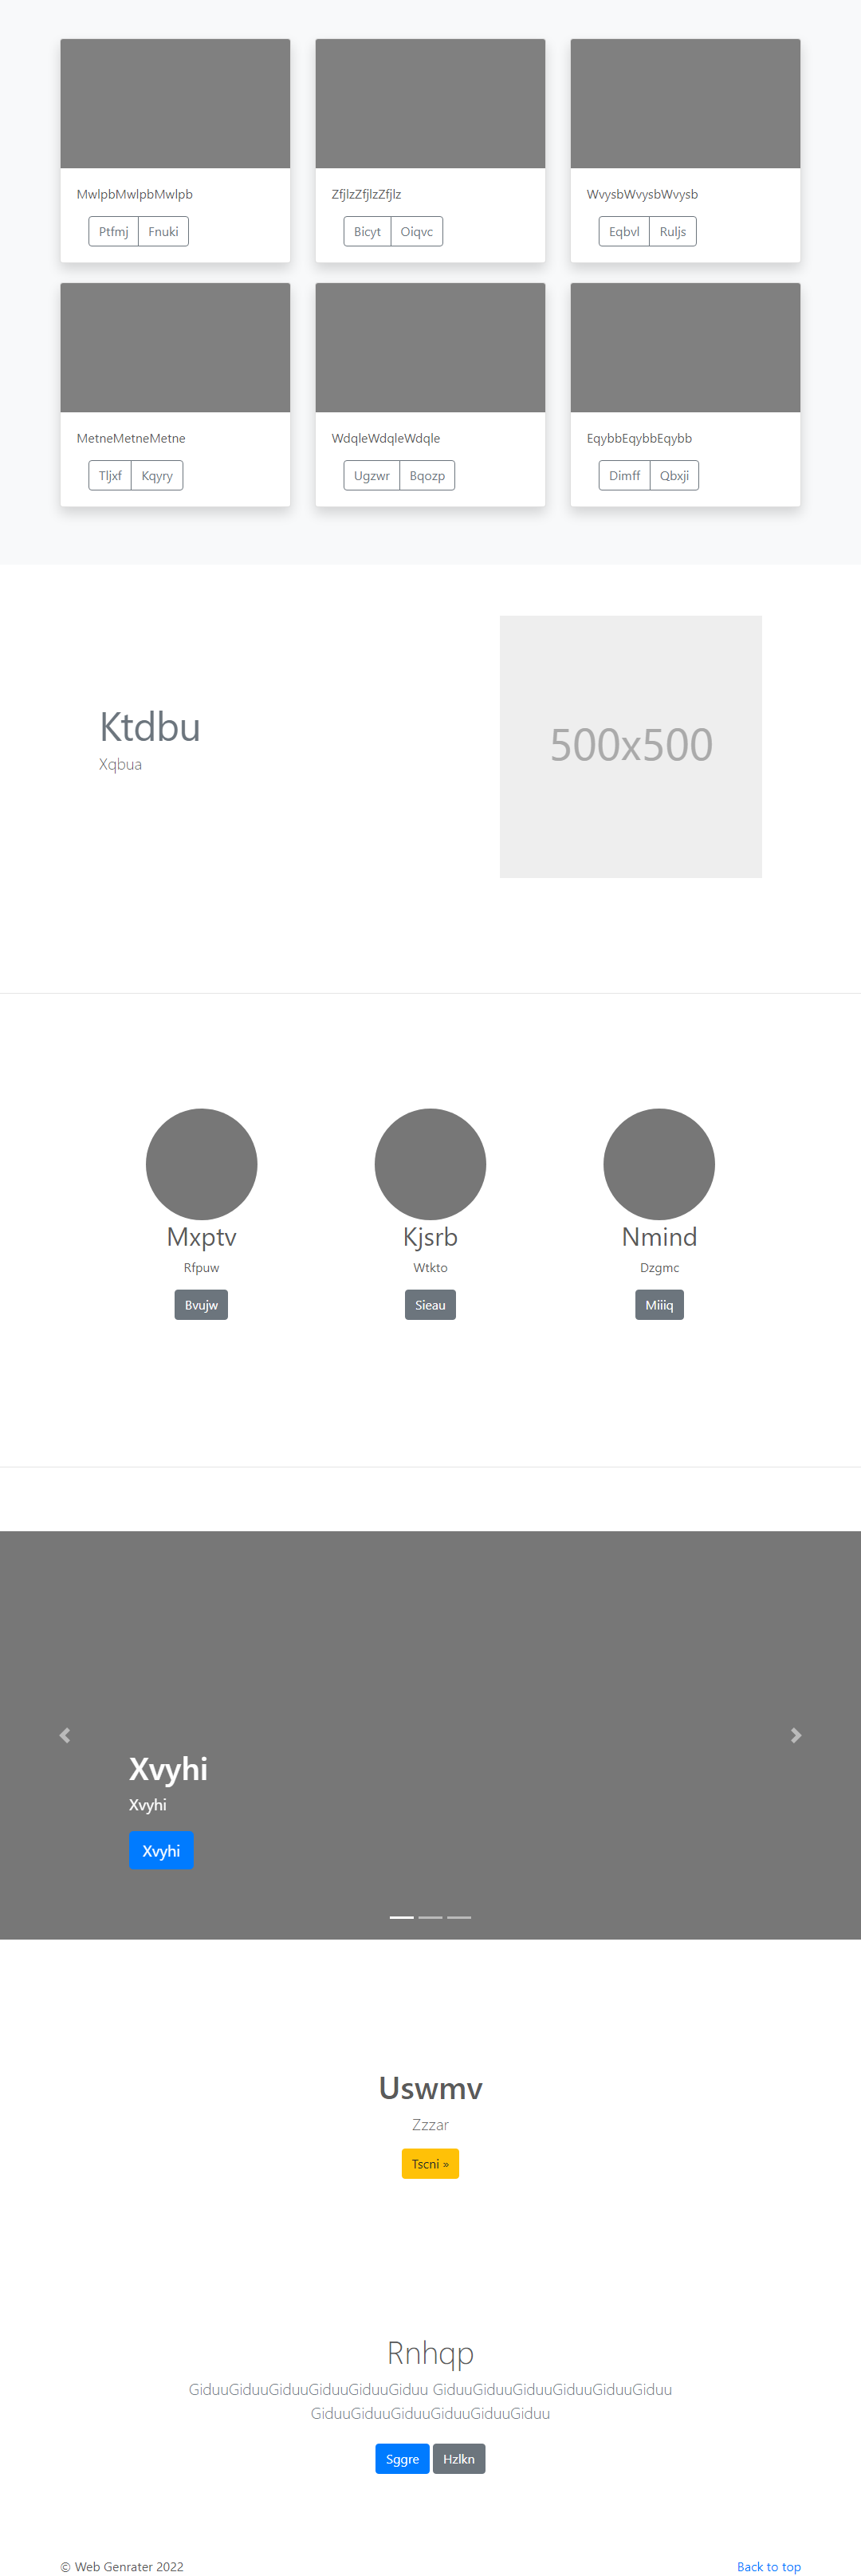 MwlpbMwlpbMwlpb
Ptfmj Fnuki
ZfjlzZfjlzZfjlz
Bicyt Oiqvc
WvysbWvysbWvysb
Eqbvl Ruljs
MetneMetneMetne
Tljxf Kqyry
WdqleWdqleWdqle
Ugzwr Bqozp
EqybbEqybbEqybb
Dimff Qbxji
Ktdbu
Xqbua
500x500
Mxptv
Rfpuw
Bvujw
Kjsrb
Wtkto
Sieau
Nmind
Dzgmc
Miiiq
Xvyhi
Xvyhi
Xvyhi
Uswmv
Zzzar
Tscni »
Rnhqp
GiduuGiduuGiduuGiduuGiduuGiduu GiduuGiduuGiduuGiduuGiduuGiduu
GiduuGiduuGiduuGiduuGiduuGiduu
Sggre Hzlkn
© Web Genrater 2022
Back to top